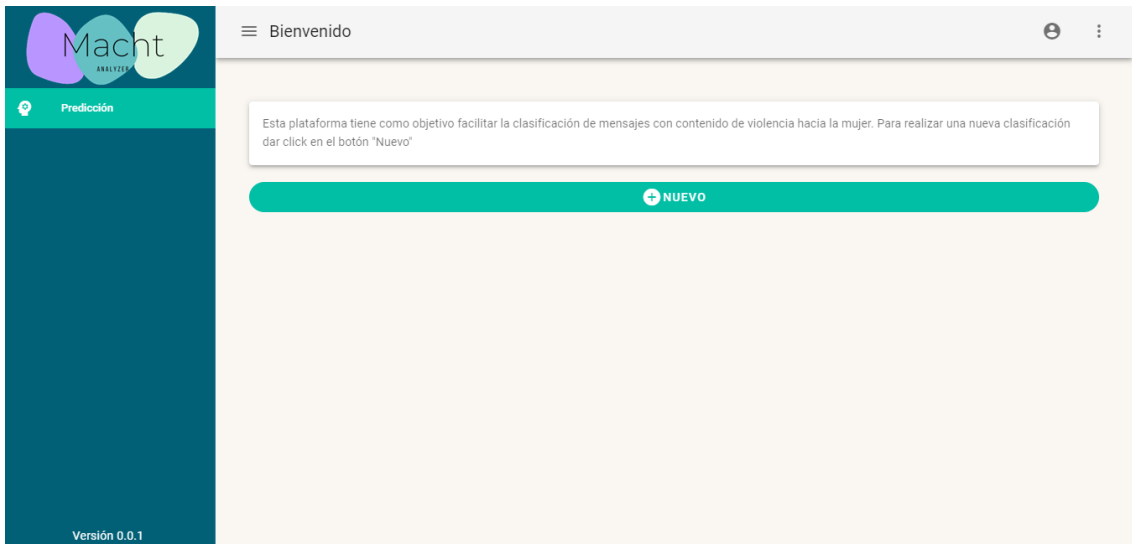 Macht
ANALYZER
Bienvenido
Predicción
Esta plataforma tiene como objetivo facilitar la clasificación de mensajes con contenido de violencia hacia la mujer. Para realizar una nueva clasificación
dar click en el botón "Nuevo"
NUEVO
Versión 0.0.1